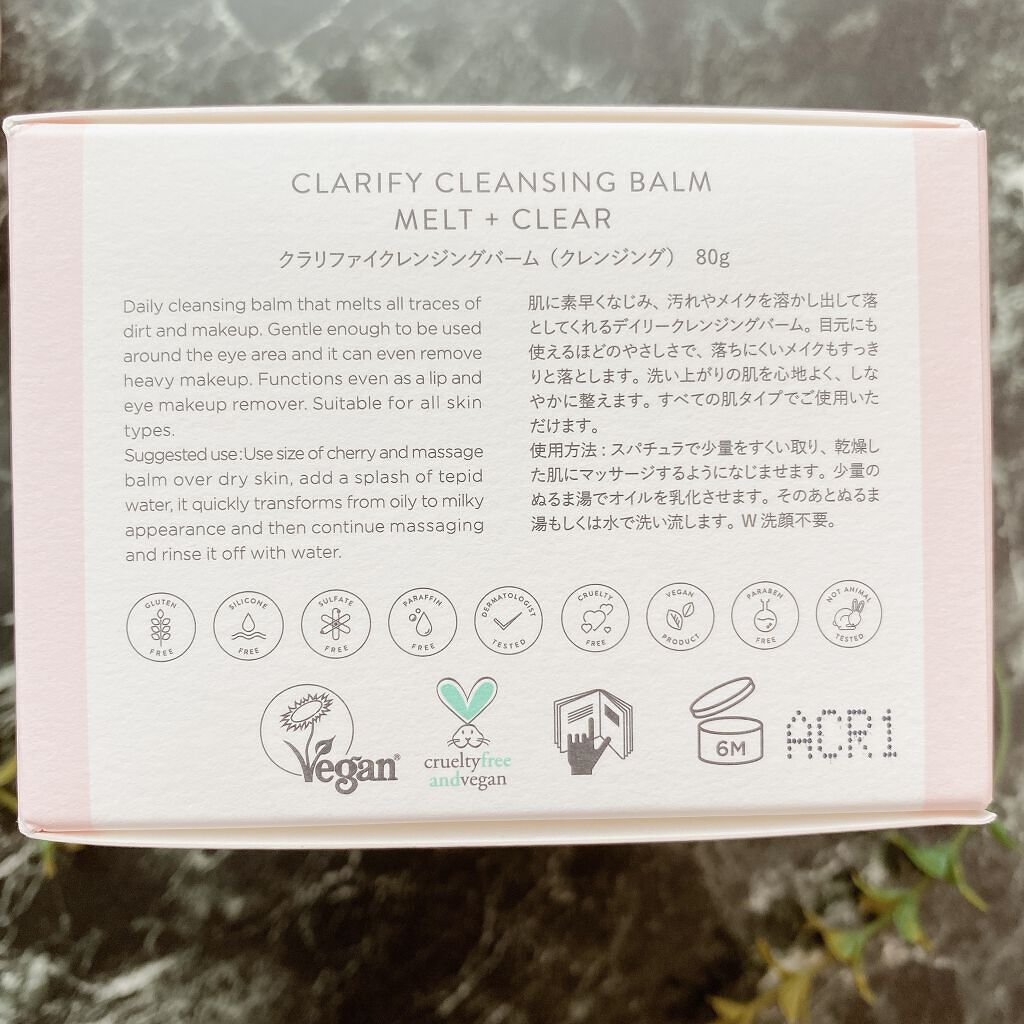 CLARIFY CLEANSING BALM
MELT + CLEAR
クラリファイクレンジングバーム（クレンジング） 80g
Daily cleansing balm that melts all traces of
dirt and makeup. Gentle enough to be used
around the eye area and it can even remove
heavy makeup. Functions even as a lip and
eye makeup remover. Suitable for all skin
types.
Suggested use:Use size of cherry and massage
balm over dry skin, add a splash of tepid
water, it quickly transforms from oily to milky
appearance and then continue massaging
and rinse it off with water.
肌に素早くなじみ、汚れやメイクを溶かし出して落
としてくれるデイリークレンジングバーム。目元にも
使えるほどのやさしさで、落ちにくいメイクもすっき
りと落とします。洗い上がりの肌を心地よく、しな
やかに整えます。すべての肌タイプでご使用いた
だけます。
使用方法：スパチュラで少量をすくい取り、乾燥し
た肌にマッサージするようになじませます。少量の
ぬるま湯でオイルを乳化させます。そのあとぬるま
湯もしくは水で洗い流します。W 洗顔不要。
GLUTEN FREE
SILICONE FREE
SULFATE FREE
PARAFFIN FREE
DERMATOLOGIST TESTED
CRUELTY FREE
VEGAN PRODUCT
PARABEN FREE
NOT ANIMAL TESTED
Vegan®
crueltyfree
andvegan
6M
ACR1